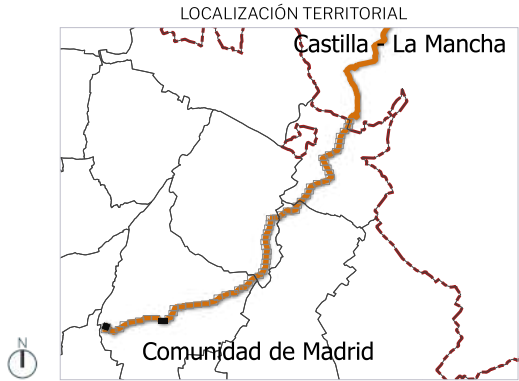 LOCALIZACIÓN TERRITORIAL
Castilla - La Mancha
Comunidad de Madrid
N